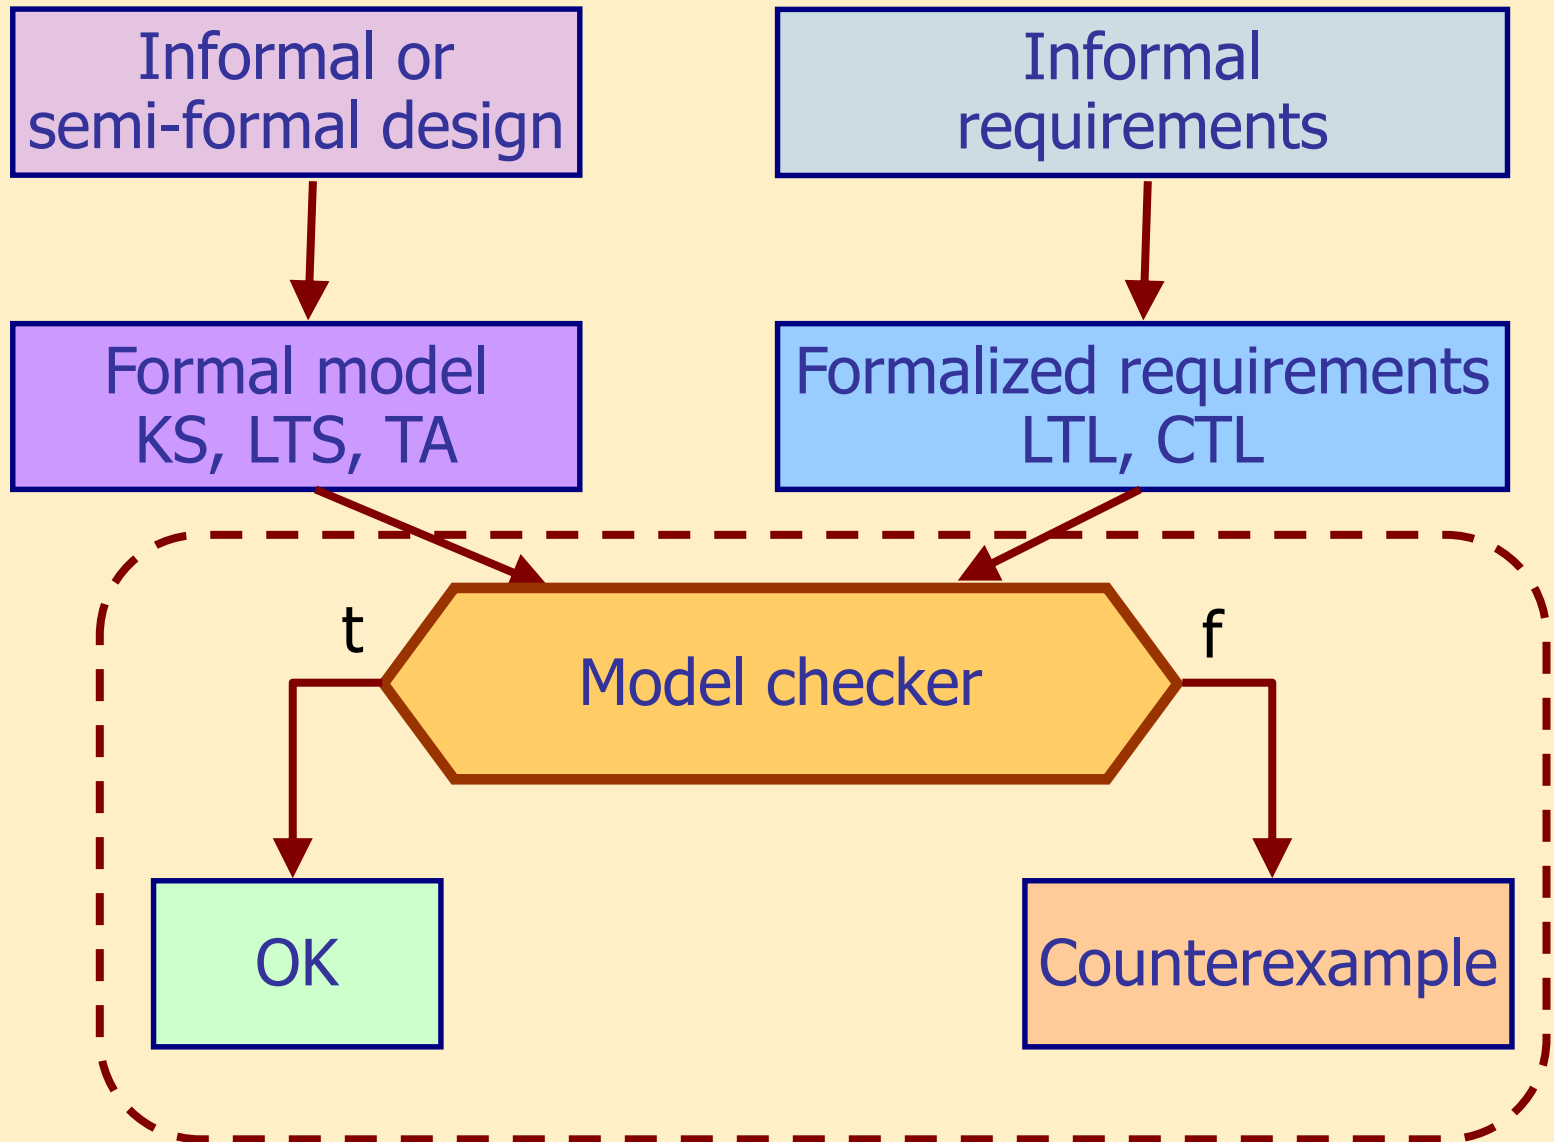 Informal or
semi-formal design
Informal
requirements
Formal model
KS, LTS, TA
Formalized requirements
LTL, CTL
t
f
Model checker
OK
Counterexample